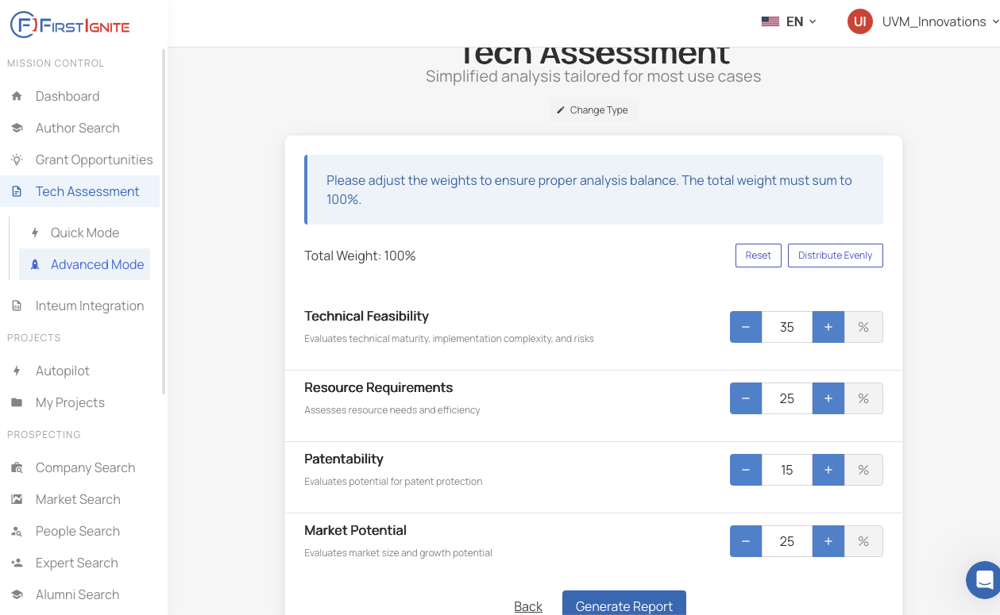 FIRSTIGNITE
EN
UI
UVM_Innovations
MISSION CONTROL
Dashboard
Author Search
Grant Opportunities
Tech Assessment
Quick Mode
Advanced Mode
Inteum Integration
PROJECTS
Autopilot
My Projects
PROSPECTING
Company Search
Market Search
People Search
Expert Search
Alumni Search
Tech Assessment
Simplified analysis tailored for most use cases
Change Type
Please adjust the weights to ensure proper analysis balance. The total weight must sum to
100%.
Total Weight: 100%
Reset
Distribute Evenly
Technical Feasibility
Evaluates technical maturity, implementation complexity, and risks
− 35 + %
Resource Requirements
Assesses resource needs and efficiency
− 25 + %
Patentability
Evaluates potential for patent protection
− 15 + %
Market Potential
Evaluates market size and growth potential
− 25 + %
Back
Generate Report